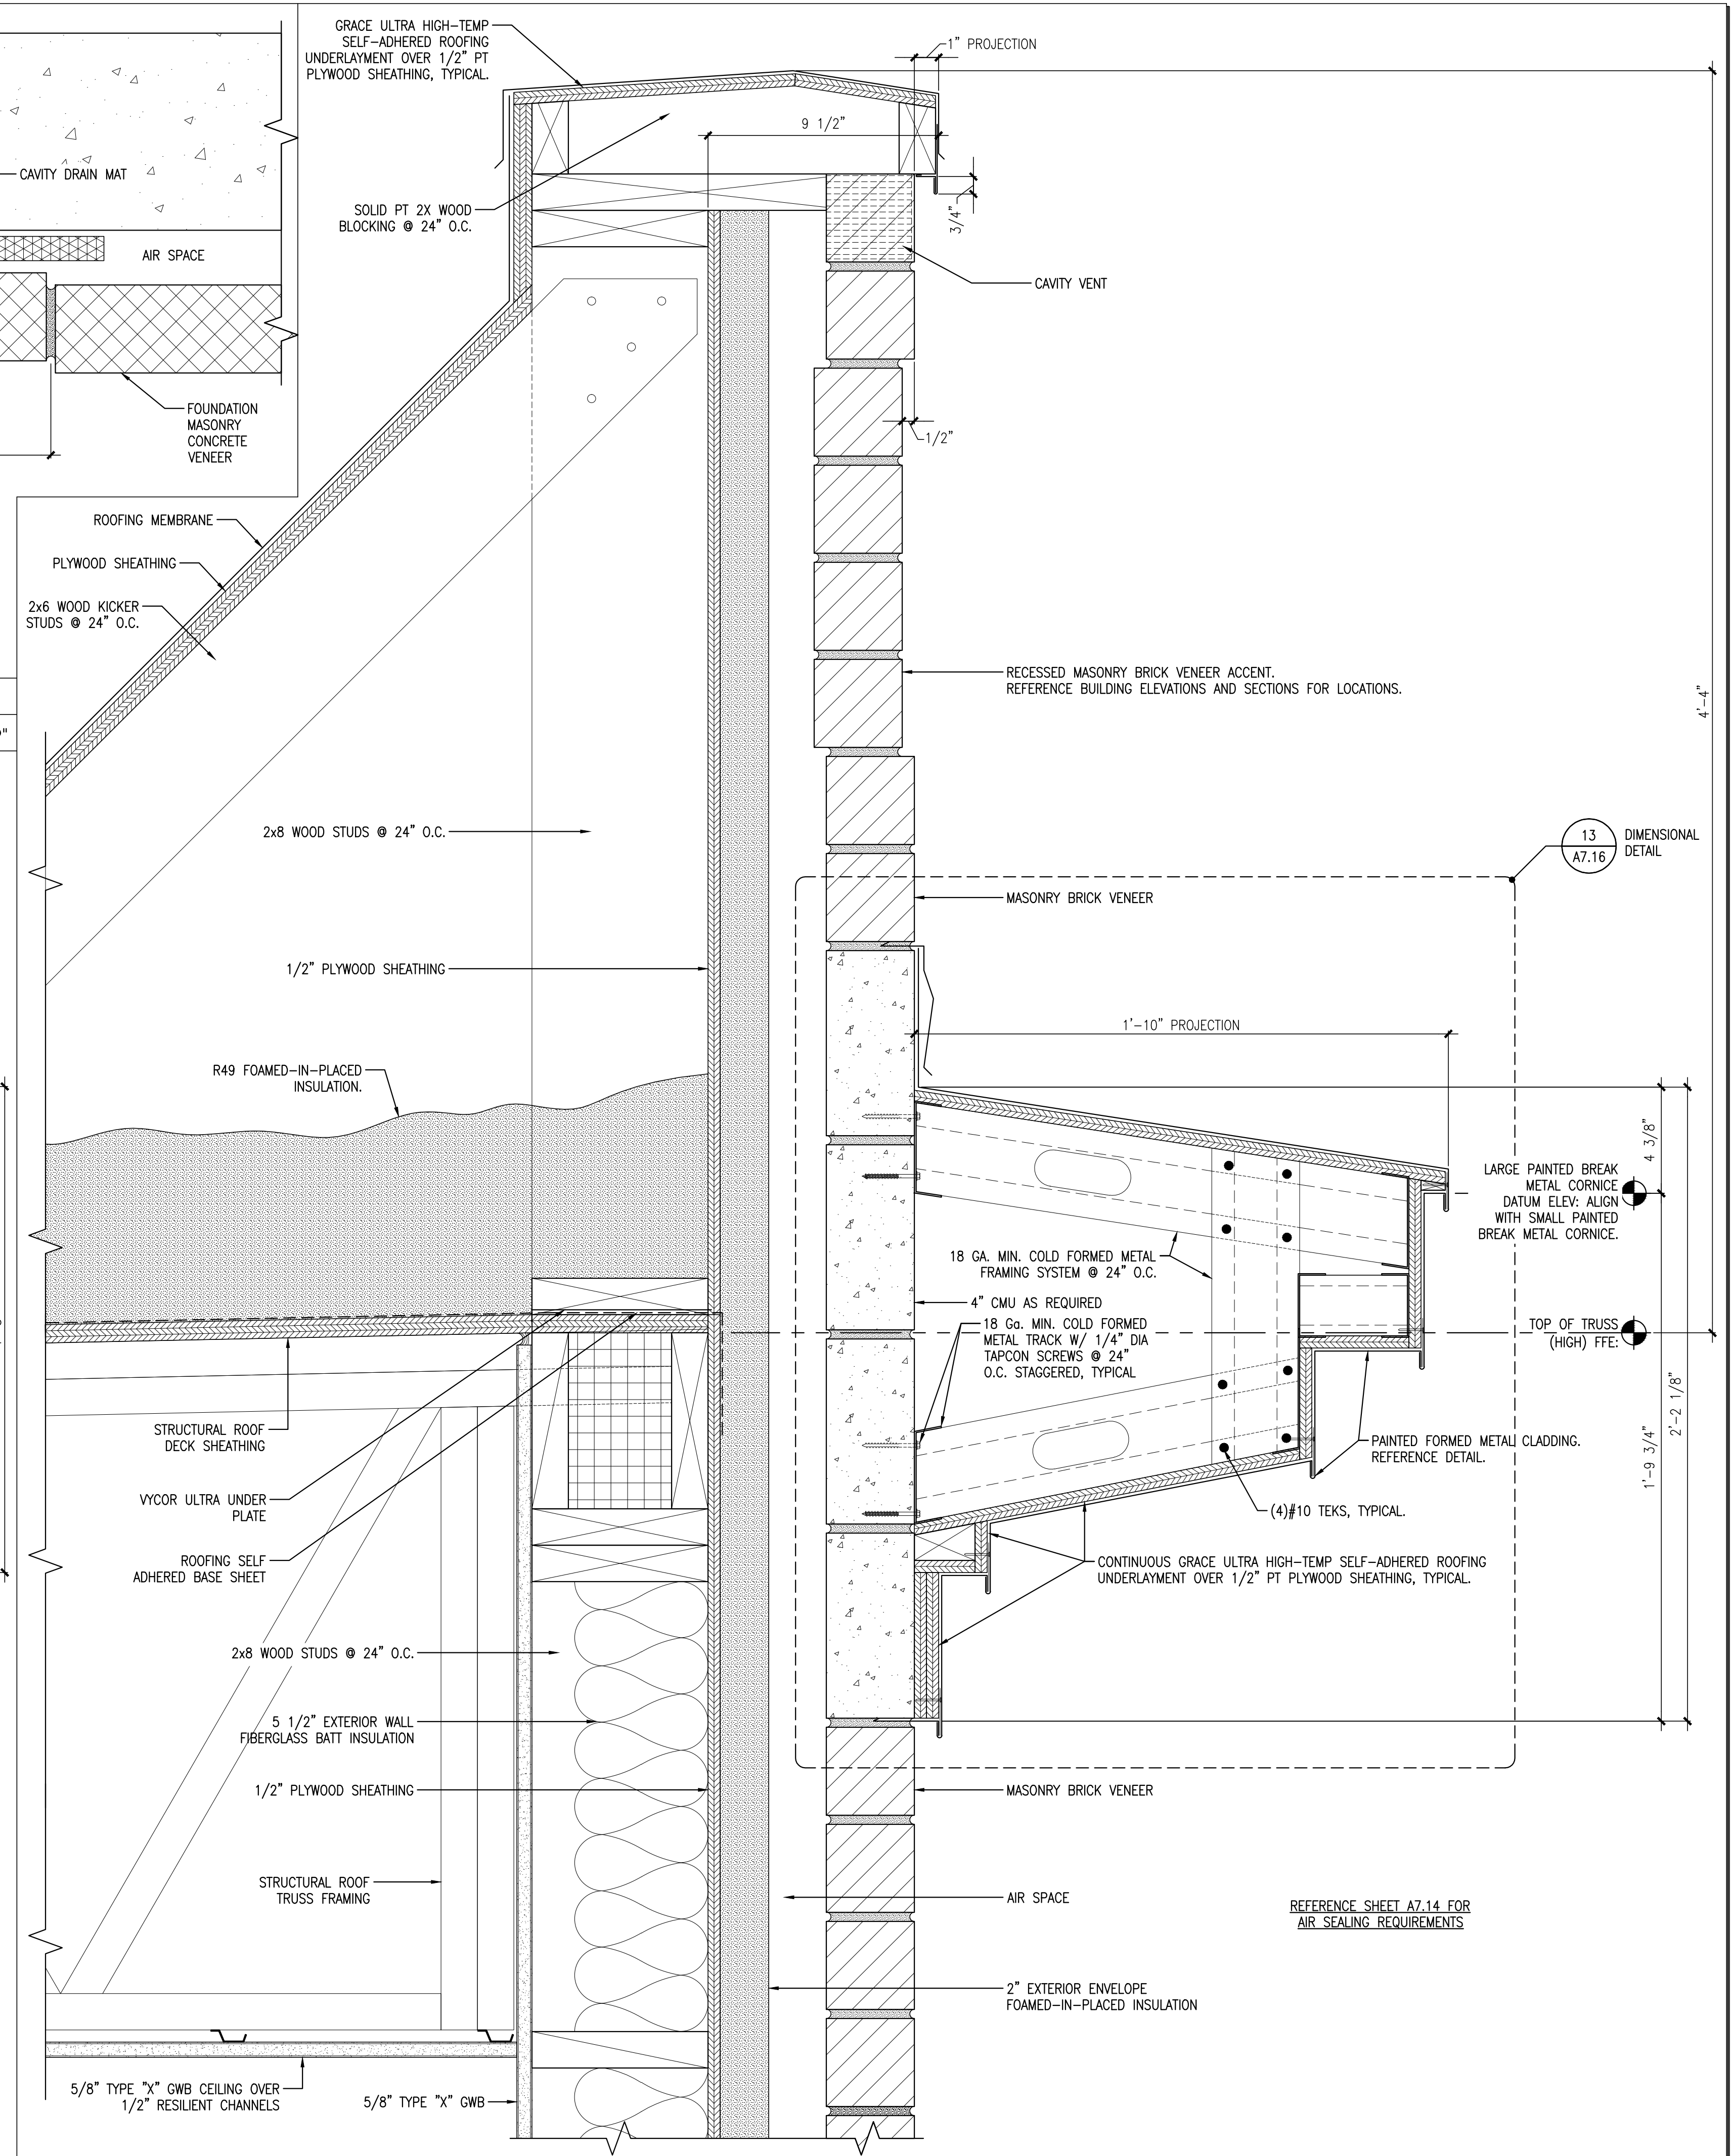 GRACE ULTRA HIGH-TEMP
SELF-ADHERED ROOFING
UNDERLAYMENT OVER 1/2" PT
PLYWOOD SHEATHING, TYPICAL.
1" PROJECTION
9 1/2"
CAVITY DRAIN MAT
SOLID PT 2X WOOD
BLOCKING @ 24" O.C.
3/4"
AIR SPACE
CAVITY VENT
FOUNDATION
MASONRY
CONCRETE
VENEER
1/2"
ROOFING MEMBRANE
PLYWOOD SHEATHING
2x6 WOOD KICKER
STUDS @ 24" O.C.
RECESSED MASONRY BRICK VENEER ACCENT.
REFERENCE BUILDING ELEVATIONS AND SECTIONS FOR LOCATIONS.
4'-4"
2x8 WOOD STUDS @ 24" O.C.
13
A7.16
DIMENSIONAL
DETAIL
MASONRY BRICK VENEER
1/2" PLYWOOD SHEATHING
1'-10" PROJECTION
R49 FOAMED-IN-PLACED
INSULATION.
4 3/8"
LARGE PAINTED BREAK
METAL CORNICE
DATUM ELEV: ALIGN
WITH SMALL PAINTED
BREAK METAL CORNICE.
18 GA. MIN. COLD FORMED METAL
FRAMING SYSTEM @ 24" O.C.
4" CMU AS REQUIRED
18 Ga. MIN. COLD FORMED
METAL TRACK W/ 1/4" DIA
TAPCON SCREWS @ 24"
O.C. STAGGERED, TYPICAL
TOP OF TRUSS
(HIGH) FFE:
2'-2 1/8"
1'-9 3/4"
STRUCTURAL ROOF
DECK SHEATHING
PAINTED FORMED METAL CLADDING.
REFERENCE DETAIL.
VYCOR ULTRA UNDER
PLATE
(4)#10 TEKS, TYPICAL.
ROOFING SELF
ADHERED BASE SHEET
CONTINUOUS GRACE ULTRA HIGH-TEMP SELF-ADHERED ROOFING
UNDERLAYMENT OVER 1/2" PT PLYWOOD SHEATHING, TYPICAL.
2x8 WOOD STUDS @ 24" O.C.
5 1/2" EXTERIOR WALL
FIBERGLASS BATT INSULATION
1/2" PLYWOOD SHEATHING
MASONRY BRICK VENEER
STRUCTURAL ROOF
TRUSS FRAMING
AIR SPACE
REFERENCE SHEET A7.14 FOR
AIR SEALING REQUIREMENTS
2" EXTERIOR ENVELOPE
FOAMED-IN-PLACED INSULATION
5/8" TYPE "X" GWB CEILING OVER
1/2" RESILIENT CHANNELS
5/8" TYPE "X" GWB